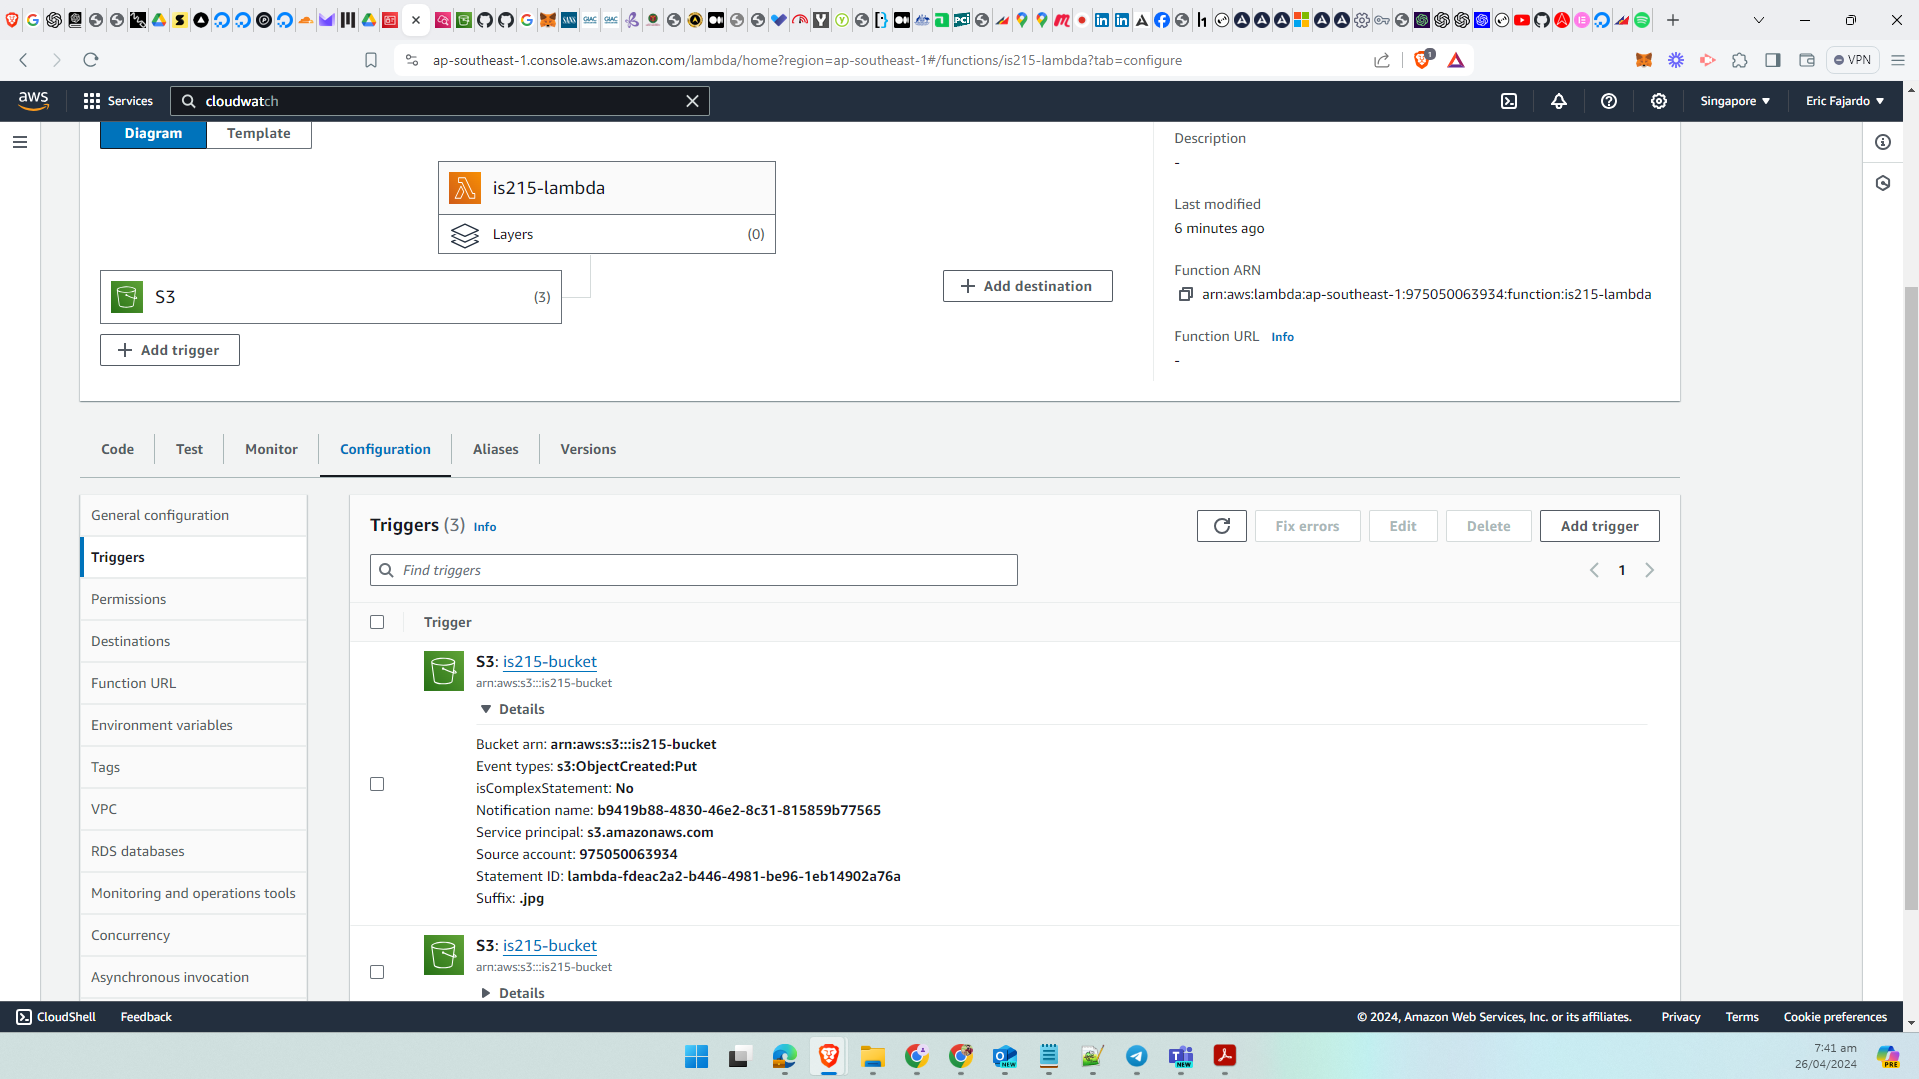 ap-southeast-1.console.aws.amazon.com/lambda/home?region=ap-southeast-1#/functions/is215-lambda?tab=configure
1
VPN
aws
Services
cloudwatch
Singapore
Eric Fajardo
Diagram
Template
is215-lambda
Layers
(0)
S3
(3)
Add trigger
Add destination
Description
-
Last modified
6 minutes ago
Function ARN
arn:aws:lambda:ap-southeast-1:975050063934:function:is215-lambda
Function URL Info
-
Code
Test
Monitor
Configuration
Aliases
Versions
General configuration
Triggers
Permissions
Destinations
Function URL
Environment variables
Tags
VPC
RDS databases
Monitoring and operations tools
Concurrency
Asynchronous invocation
Triggers (3) Info
Fix errors
Edit
Delete
Add trigger
Find triggers
1
Trigger
S3: is215-bucket
arn:aws:s3:::is215-bucket
Details
Bucket arn: arn:aws:s3:::is215-bucket
Event types: s3:ObjectCreated:Put
isComplexStatement: No
Notification name: b9419b88-4830-46e2-8c31-815859b77565
Service principal: s3.amazonaws.com
Source account: 975050063934
Statement ID: lambda-fdeac2a2-b446-4981-be96-1eb14902a76a
Suffix: .jpg
S3: is215-bucket
arn:aws:s3:::is215-bucket
Details
CloudShell
Feedback
© 2024, Amazon Web Services, Inc. or its affiliates.
Privacy
Terms
Cookie preferences
7:41 am
26/04/2024